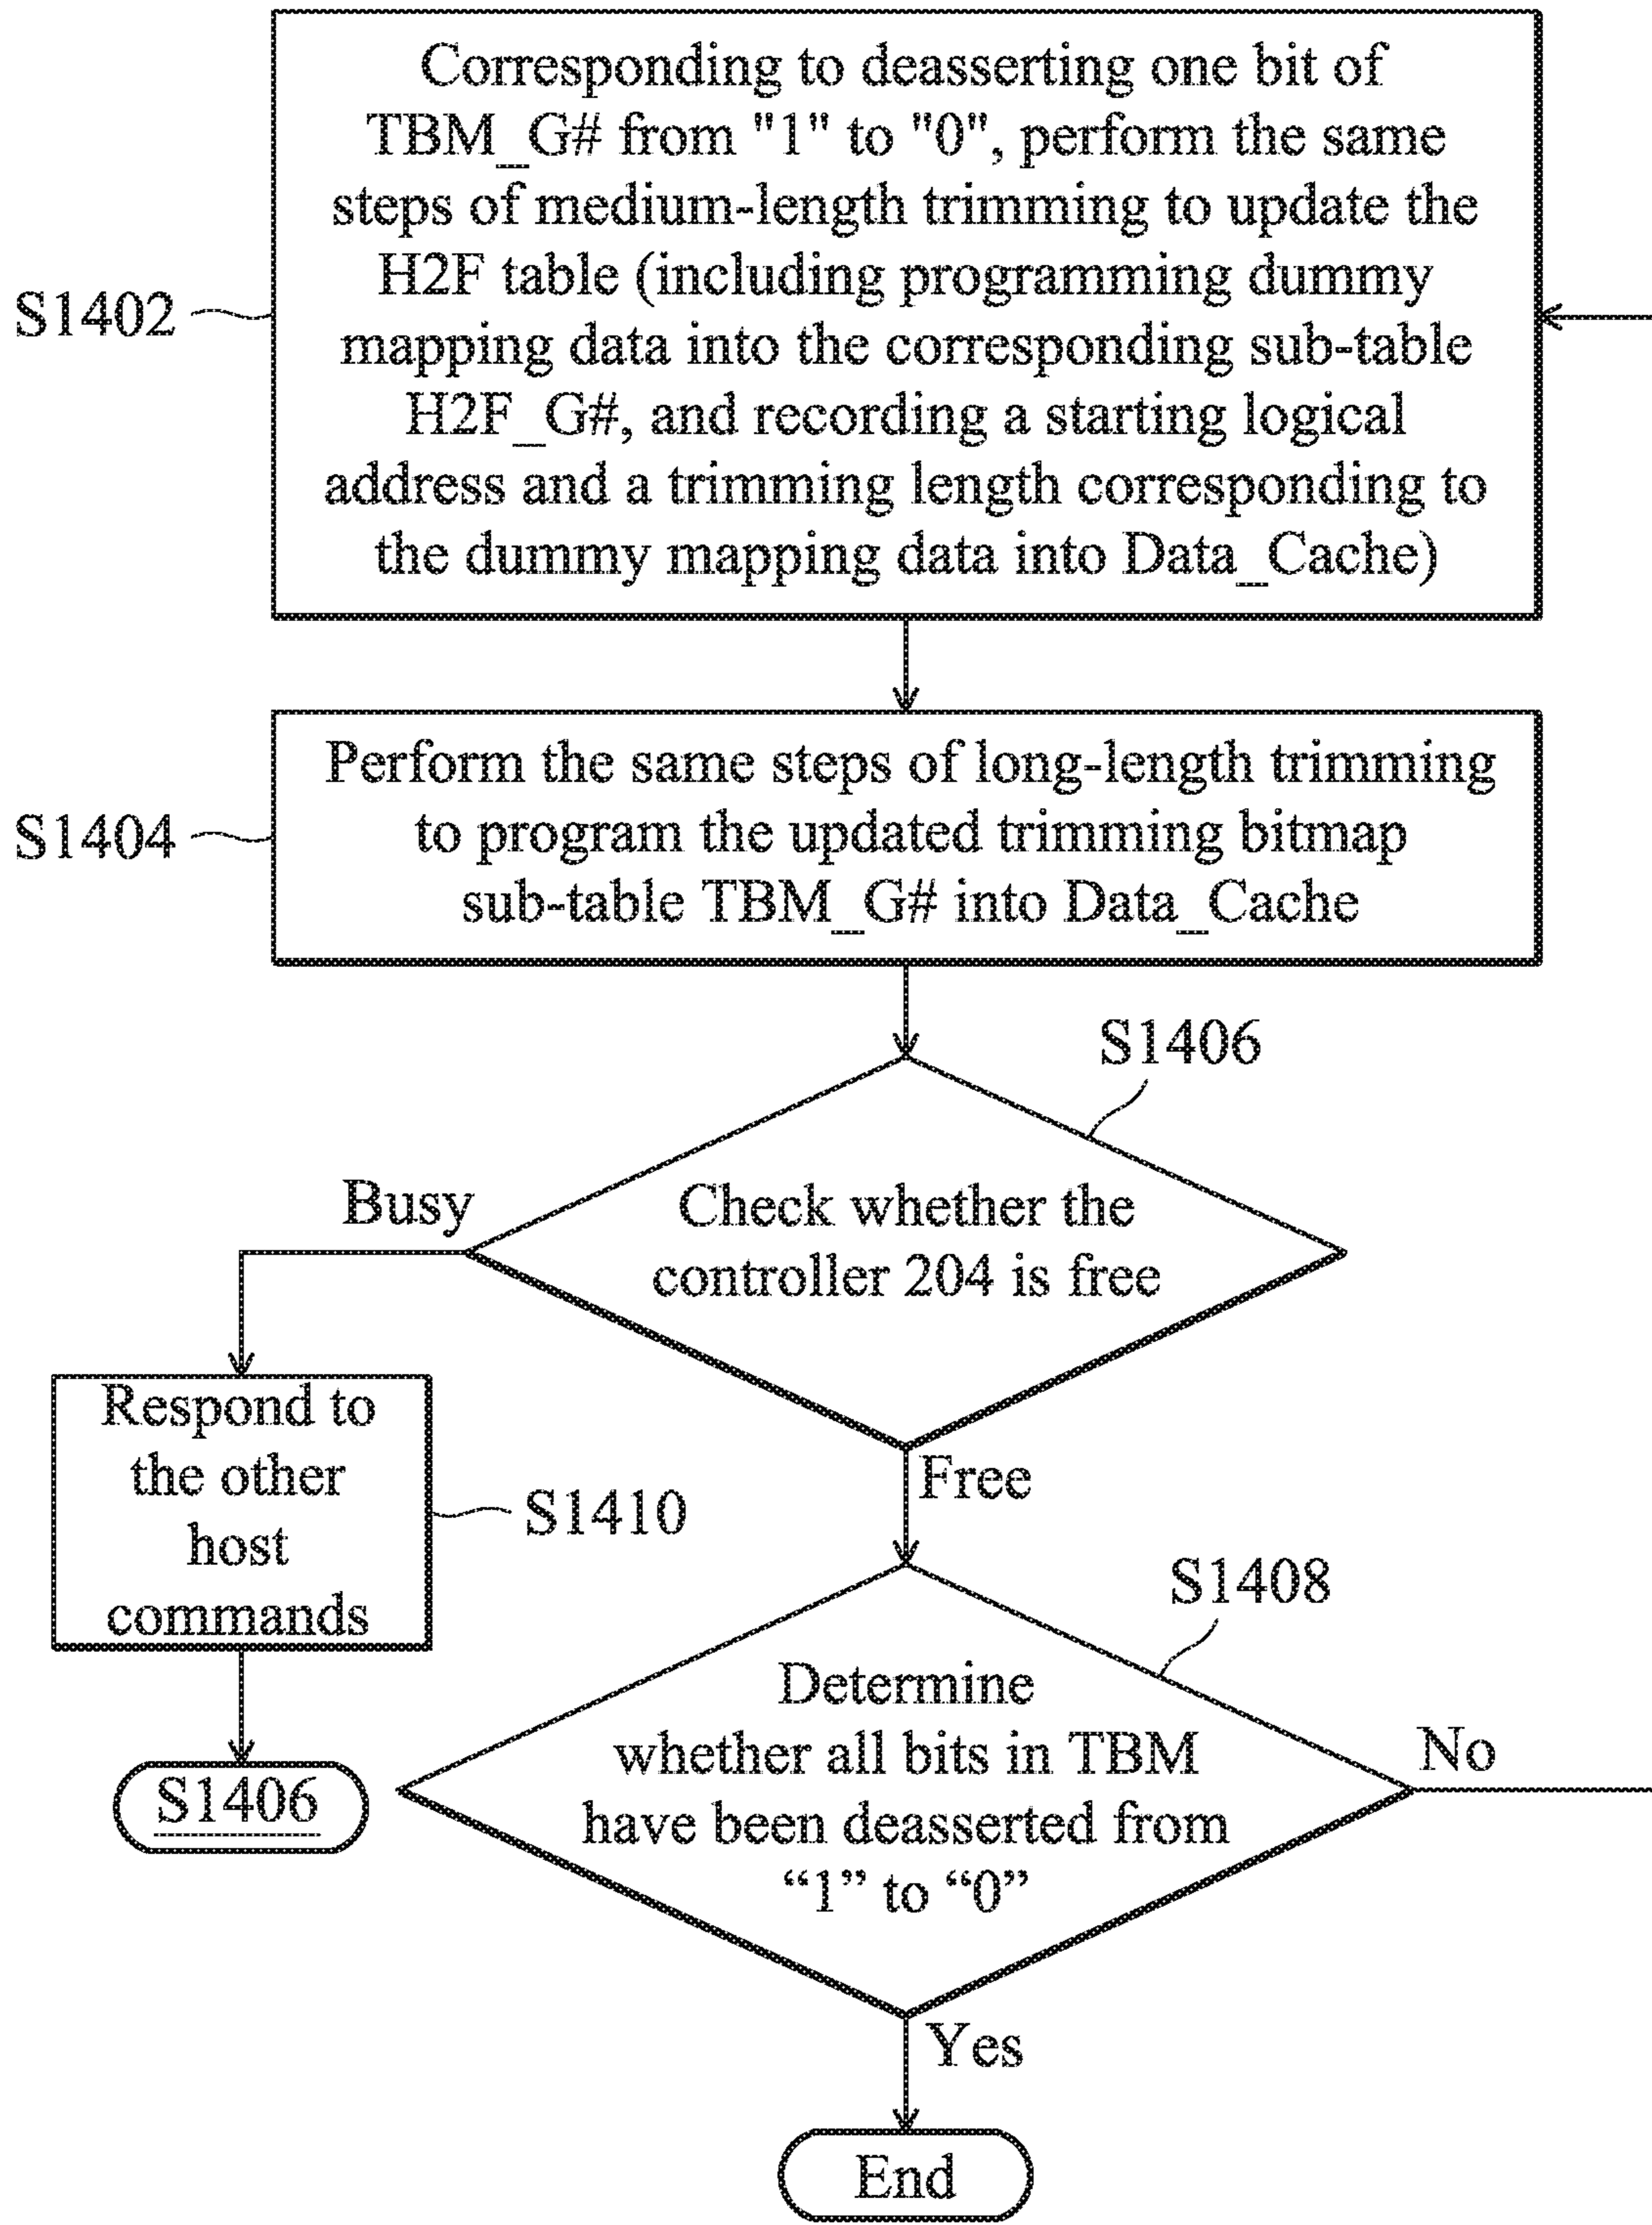 Corresponding to deasserting one bit of
TBM_G# from "1" to "0", perform the same
steps of medium-length trimming to update the
H2F table (including programming dummy
mapping data into the corresponding sub-table
H2F_G#, and recording a starting logical
address and a trimming length corresponding to
the dummy mapping data into Data_Cache)
S1402
Perform the same steps of long-length trimming
to program the updated trimming bitmap
sub-table TBM_G# into Data_Cache
S1404
S1406
Check whether the
controller 204 is free
Busy
Free
Respond to
the other
host
commands
S1410
S1406
S1408
Determine
whether all bits in TBM
have been deasserted from
“1” to “0”
No
Yes
End